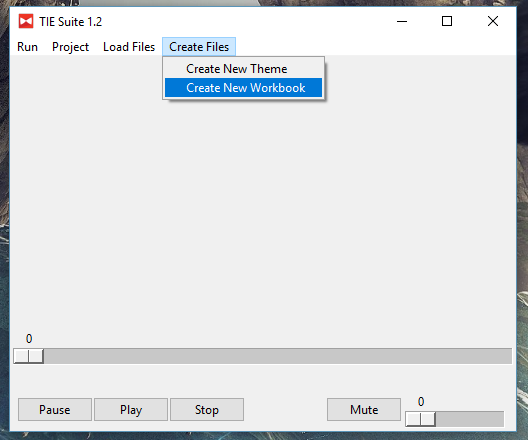 TIE Suite 1.2
Run Project Load Files Create Files
Create New Theme
Create New Workbook
0
Pause Play Stop Mute 0